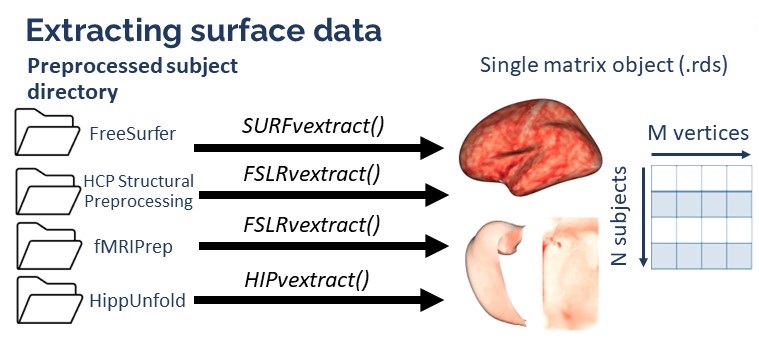 Extracting surface data
Preprocessed subject
directory
Single matrix object (.rds)
FreeSurfer
SURFvextract()
HCP Structural
Preprocessing
FSLRvextract()
fMRIPrep
FSLRvextract()
HippUnfold
HIPvextract()
M vertices
N subjects